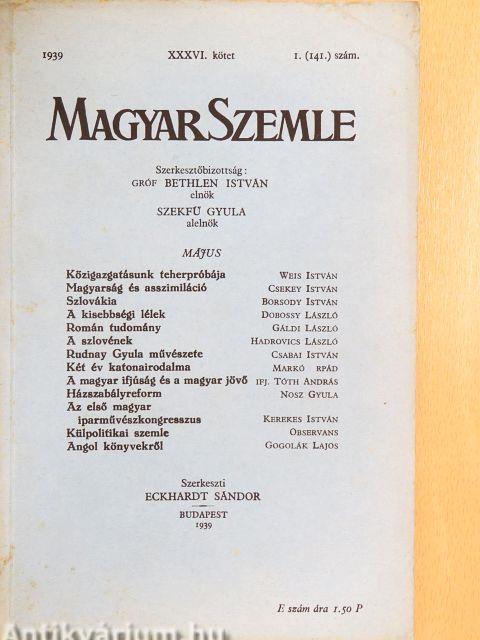 1939 XXXVI. kötet 1. (141.) szám.
MAGYAR SZEMLE
Szerkesztőbizottság:
GRÓF BETHLEN ISTVÁN
elnök
SZEKFŰ GYULA
alelnök
MÁJUS
Közigazgatásunk teherpróbája WEIS ISTVÁN
Magyarság és asszimiláció CSEKEY ISTVÁN
Szlovákia BORSODY ISTVÁN
A kisebbségi lélek DOBOSSY LÁSZLÓ
Román tudomány GÁLDI LÁSZLÓ
A szlovének HADROVICS LÁSZLÓ
Rudnay Gyula művészete CSABAI ISTVÁN
Két év katonairodalma MARKÓ RPÁD
A magyar ifjúság és a magyar jövő IFJ. TÓTH ANDRÁS
Házszabályreform NOSZ GYULA
Az első magyar
iparművészkongresszus KEREKES ISTVÁN
Külpolitikai szemle OBSERVANS
Angol könyvekről GOGOLÁK LAJOS
Szerkeszti
ECKHARDT SÁNDOR
BUDAPEST
1939
E szám ára 1.50 P
Antikvárium.hu